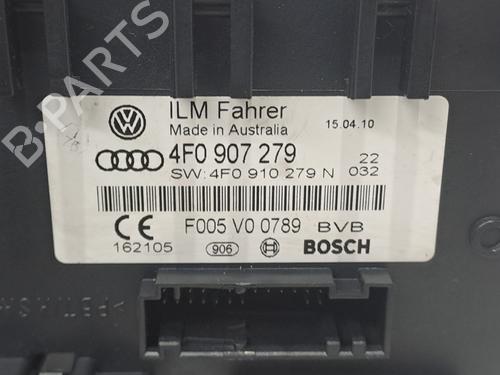 ILM Fahrer
Made in Australia 15.04.10
4F0 907 279 22
SW: 4F0 910 279 N 032
F005 V0 0789 BVB
CE
162105 906 BOSCH
B-PARTS